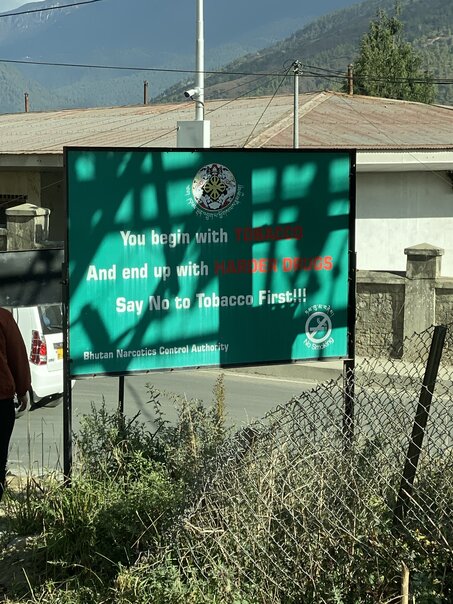 You begin with TOBACCO
And end up with HARDER DRUGS
Say No to Tobacco First!!!
Bhutan Narcotics Control Authority
No Smoking